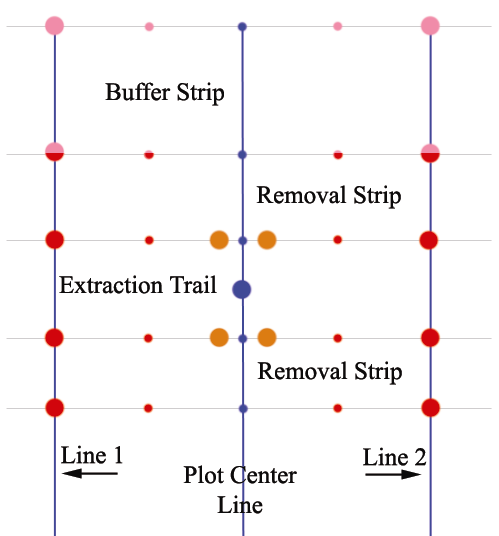 Buffer Strip
Removal Strip
Extraction Trail
Removal Strip
Line 1
Line 2
Plot Center
Line